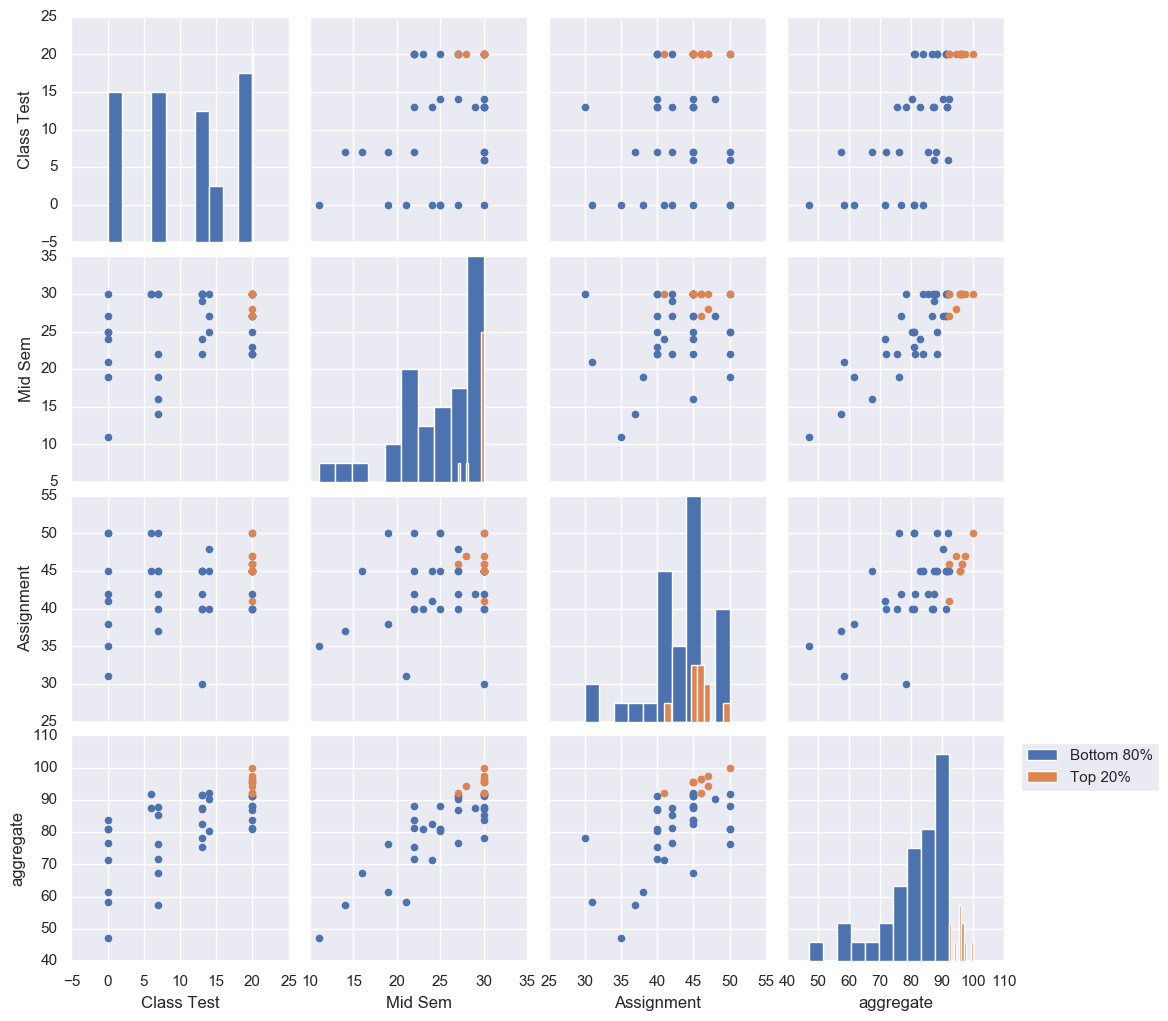 25
20
15
10
5
0
−5
Class Test
35
30
25
20
15
10
5
Mid Sem
55
50
45
40
35
30
25
Assignment
110
100
90
80
70
60
50
40
aggregate
−5 0 5 10 15 20 25
10 15 20 25 30 35
25 30 35 40 45 50 55
40 50 60 70 80 90 100 110
Class Test
Mid Sem
Assignment
aggregate
Bottom 80%
Top 20%